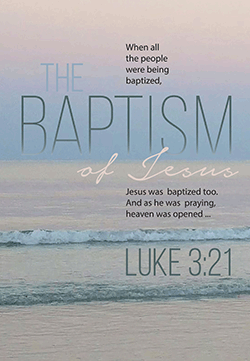 When all
the people
were being
baptized,
THE
BAPTISM
of Jesus
Jesus was baptized too.
And as he was praying,
heaven was opened ...
LUKE 3:21